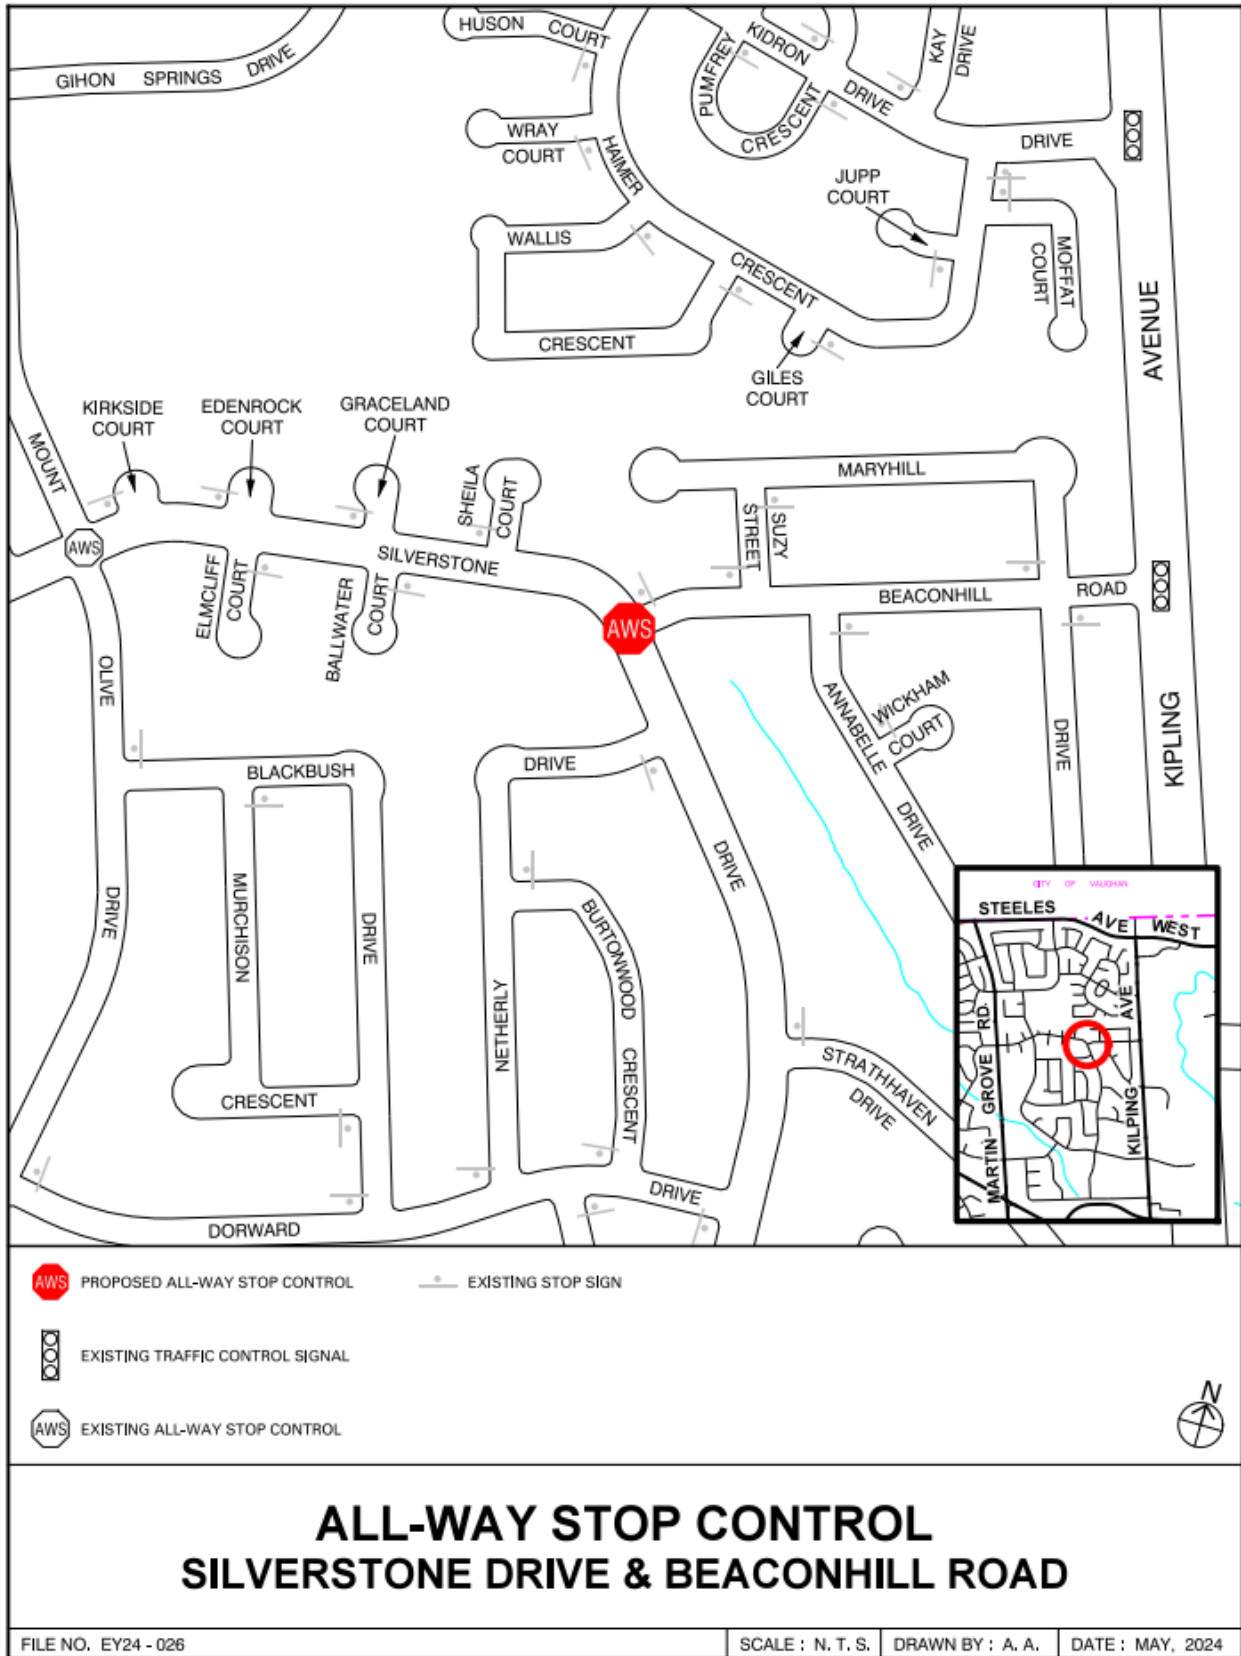 HUSON COURT
GIHON SPRINGS DRIVE
PUMFREY
CRESCENT
KIDRON
DRIVE
KAY
DRIVE
DRIVE
WRAY
COURT
HAIMER
CRESCENT
JUPP
COURT
WALLIS
CRESCENT
MOFFAT
COURT
GILES
COURT
AVENUE
KIPLING
KIRKSIDE
COURT
EDENROCK
COURT
GRACELAND
COURT
SHEILA
COURT
MOUNT
OLIVE
DRIVE
AWS
SILVERSTONE
DRIVE
ELMCLIFF
COURT
BALLWATER
COURT
AWS
MARYHILL
DRIVE
SUZY
STREET
BEACONHILL ROAD
ANNABELLE
DRIVE
WICKHAM
COURT
BLACKBUSH
DRIVE
MURCHISON
CRESCENT
NETHERLY
DRIVE
BURTONWOOD
CRESCENT
STRATHHAVEN
DRIVE
DORWARD
DRIVE
CITY OF VAUGHAN
STEELES AVE WEST
MARTIN GROVE RD.
KILPING AVE
AWS PROPOSED ALL-WAY STOP CONTROL
EXISTING STOP SIGN
EXISTING TRAFFIC CONTROL SIGNAL
AWS EXISTING ALL-WAY STOP CONTROL
N
ALL-WAY STOP CONTROL
SILVERSTONE DRIVE & BEACONHILL ROAD
FILE NO. EY24 - 026
SCALE : N. T. S.
DRAWN BY : A. A.
DATE : MAY, 2024